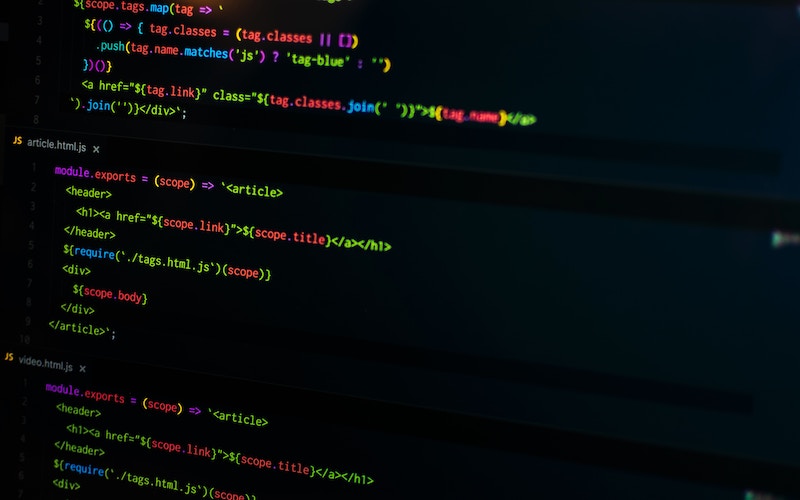 2
${scope.tags.map(tag => `
3
${(() => { tag.classes = (tag.classes || [])
4
.push(tag.name.matches('js') ? 'tag-blue' : '')
5
})()}
6
<a href="${tag.link}" class="${tag.classes.join(' ')}">${tag.name}</a>
7
`).join('')}</div>`;
8
JS article.html.js ×
1 module.exports = (scope) => `<article>
2 <header>
3 <h1><a href="${scope.link}">${scope.title}</a></h1>
4 </header>
5 ${require(`./tags.html.js`)(scope)}
6 <div>
7 ${scope.body}
8 </div>
9 </article>`;
10
JS video.html.js ×
1 module.exports = (scope) => `<article>
2 <header>
3 <h1><a href="${scope.link}">${scope.title}</a></h1>
4 </header>
5 ${require(`./tags.html.js`)(scope)}
6 <div>
7